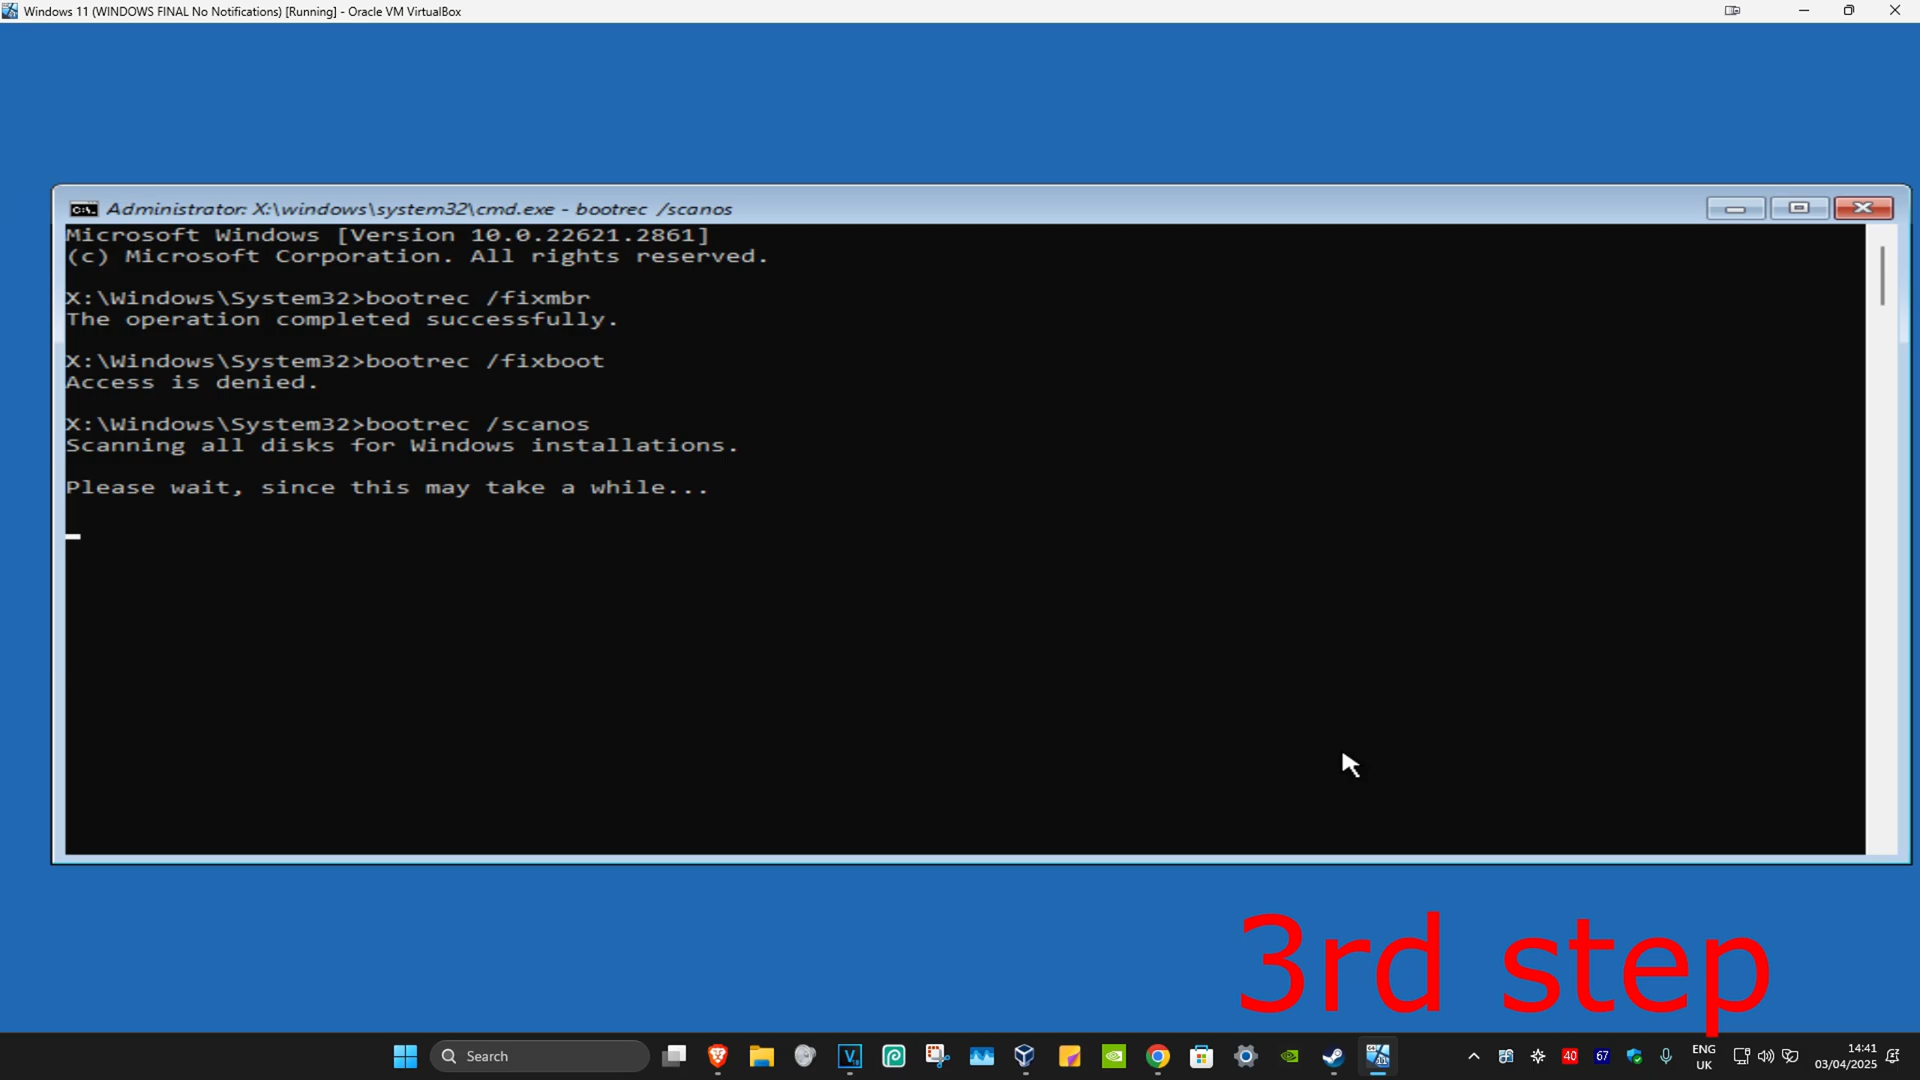 Windows 11 (WINDOWS FINAL No Notifications) [Running] - Oracle VM VirtualBox
Administrator: X:\windows\system32\cmd.exe - bootrec /scanos
Microsoft Windows [Version 10.0.22621.2861]
(c) Microsoft Corporation. All rights reserved.
X:\Windows\System32>bootrec /fixmbr
The operation completed successfully.
X:\Windows\System32>bootrec /fixboot
Access is denied.
X:\Windows\System32>bootrec /scanos
Scanning all disks for Windows installations.
Please wait, since this may take a while...
3rd step
Search
40
67
ENG
UK
14:41
03/04/2025